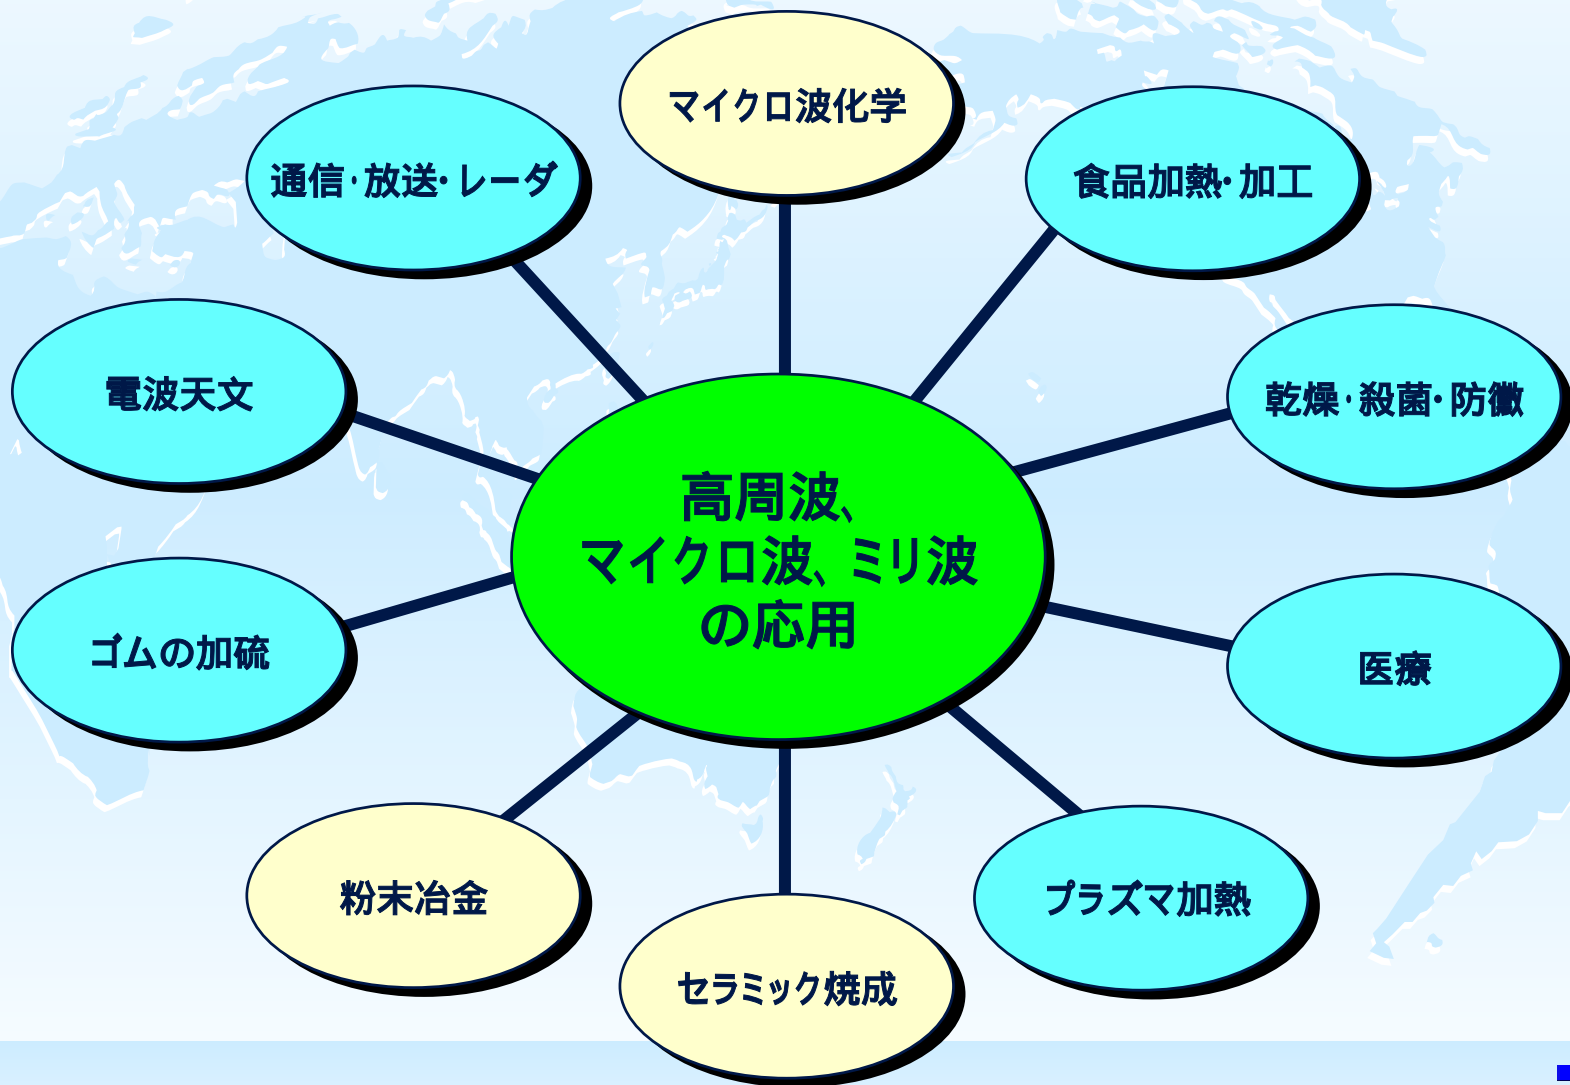 マイクロ波化学
通信・放送・レーダ
食品加熱・加工
電波天文
乾燥・殺菌・防黴
高周波、
マイクロ波、ミリ波
の応用
ゴムの加硫
医療
粉末冶金
プラズマ加熱
セラミック焼成